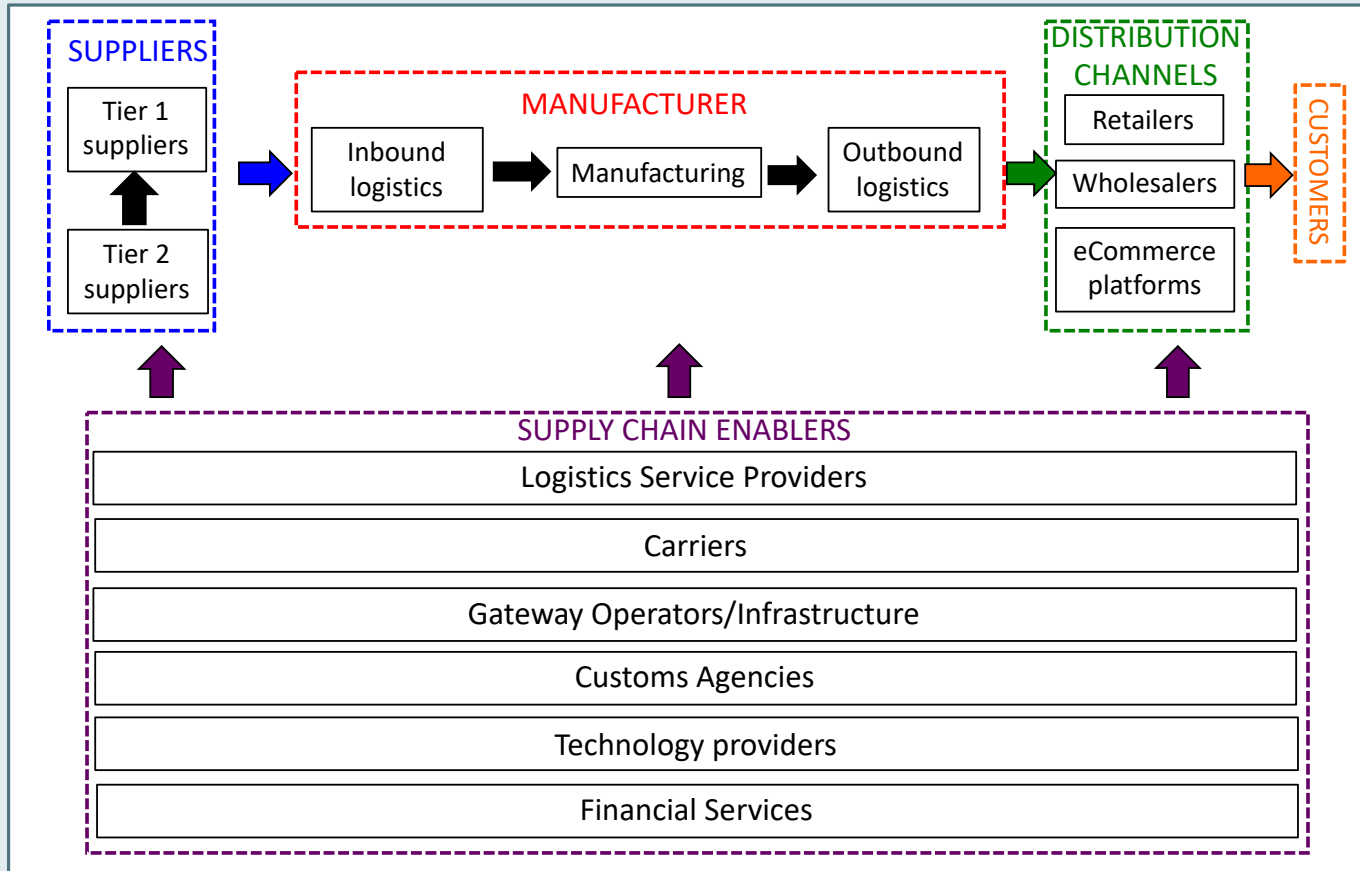 SUPPLIERS
Tier 1
suppliers
Tier 2
suppliers
MANUFACTURER
Inbound
logistics
Manufacturing
Outbound
logistics
DISTRIBUTION
CHANNELS
Retailers
Wholesalers
eCommerce
platforms
CUSTOMERS
SUPPLY CHAIN ENABLERS
Logistics Service Providers
Carriers
Gateway Operators/Infrastructure
Customs Agencies
Technology providers
Financial Services